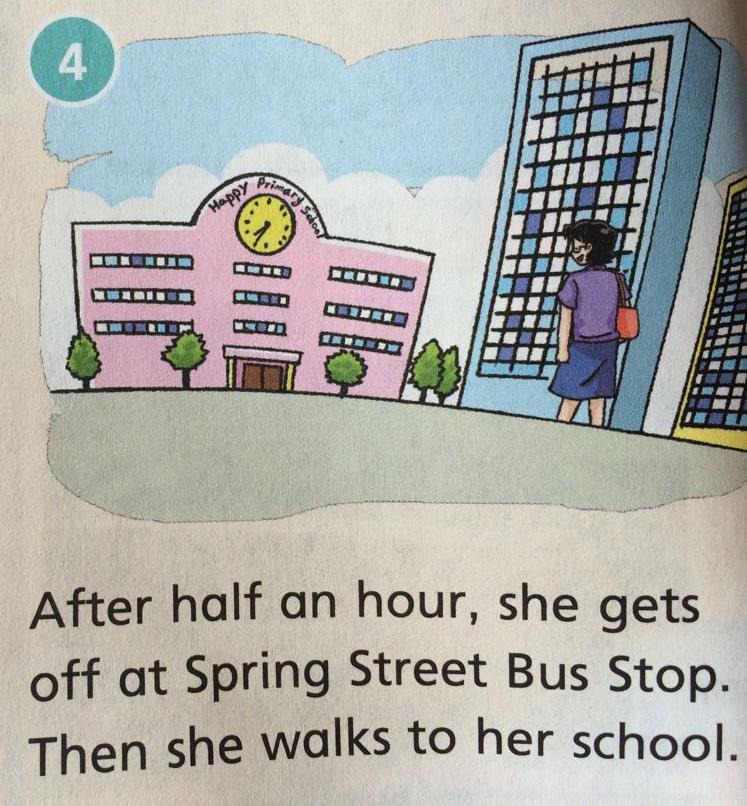 4
Happy Primary School
After half an hour, she gets
off at Spring Street Bus Stop.
Then she walks to her school.